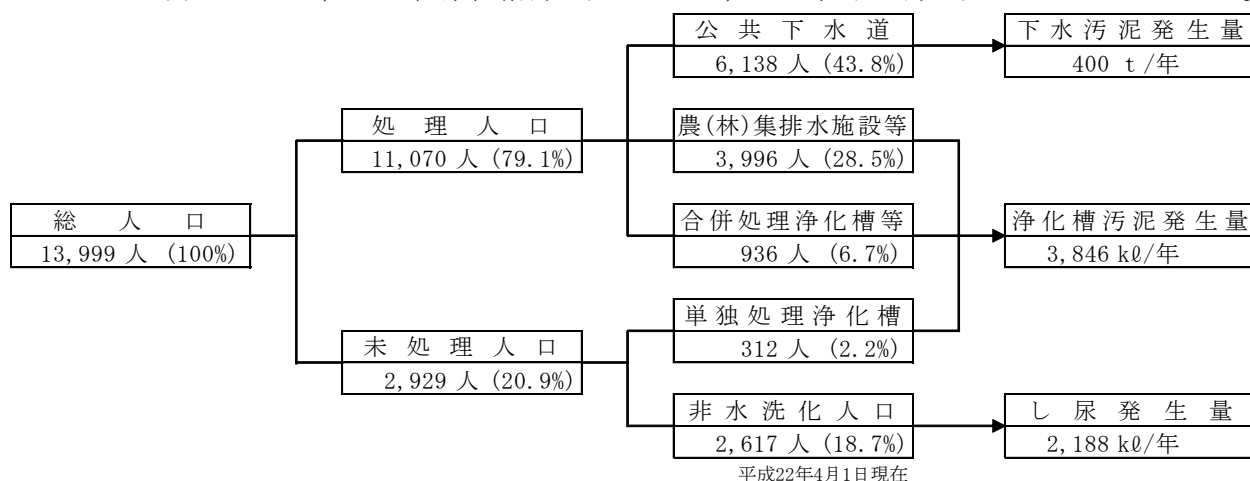 公共下水道
6,138 人 (43.8%)
下水汚泥発生量
400 t/年
処理人口
11,070 人 (79.1%)
農(林)集排水施設等
3,996 人 (28.5%)
総人口
13,999 人 (100%)
合併処理浄化槽等
936 人 (6.7%)
浄化槽汚泥発生量
3,846 kℓ/年
単独処理浄化槽
312 人 (2.2%)
未処理人口
2,929 人 (20.9%)
非水洗化人口
2,617 人 (18.7%)
し尿発生量
2,188 kℓ/年
平成22年4月1日現在